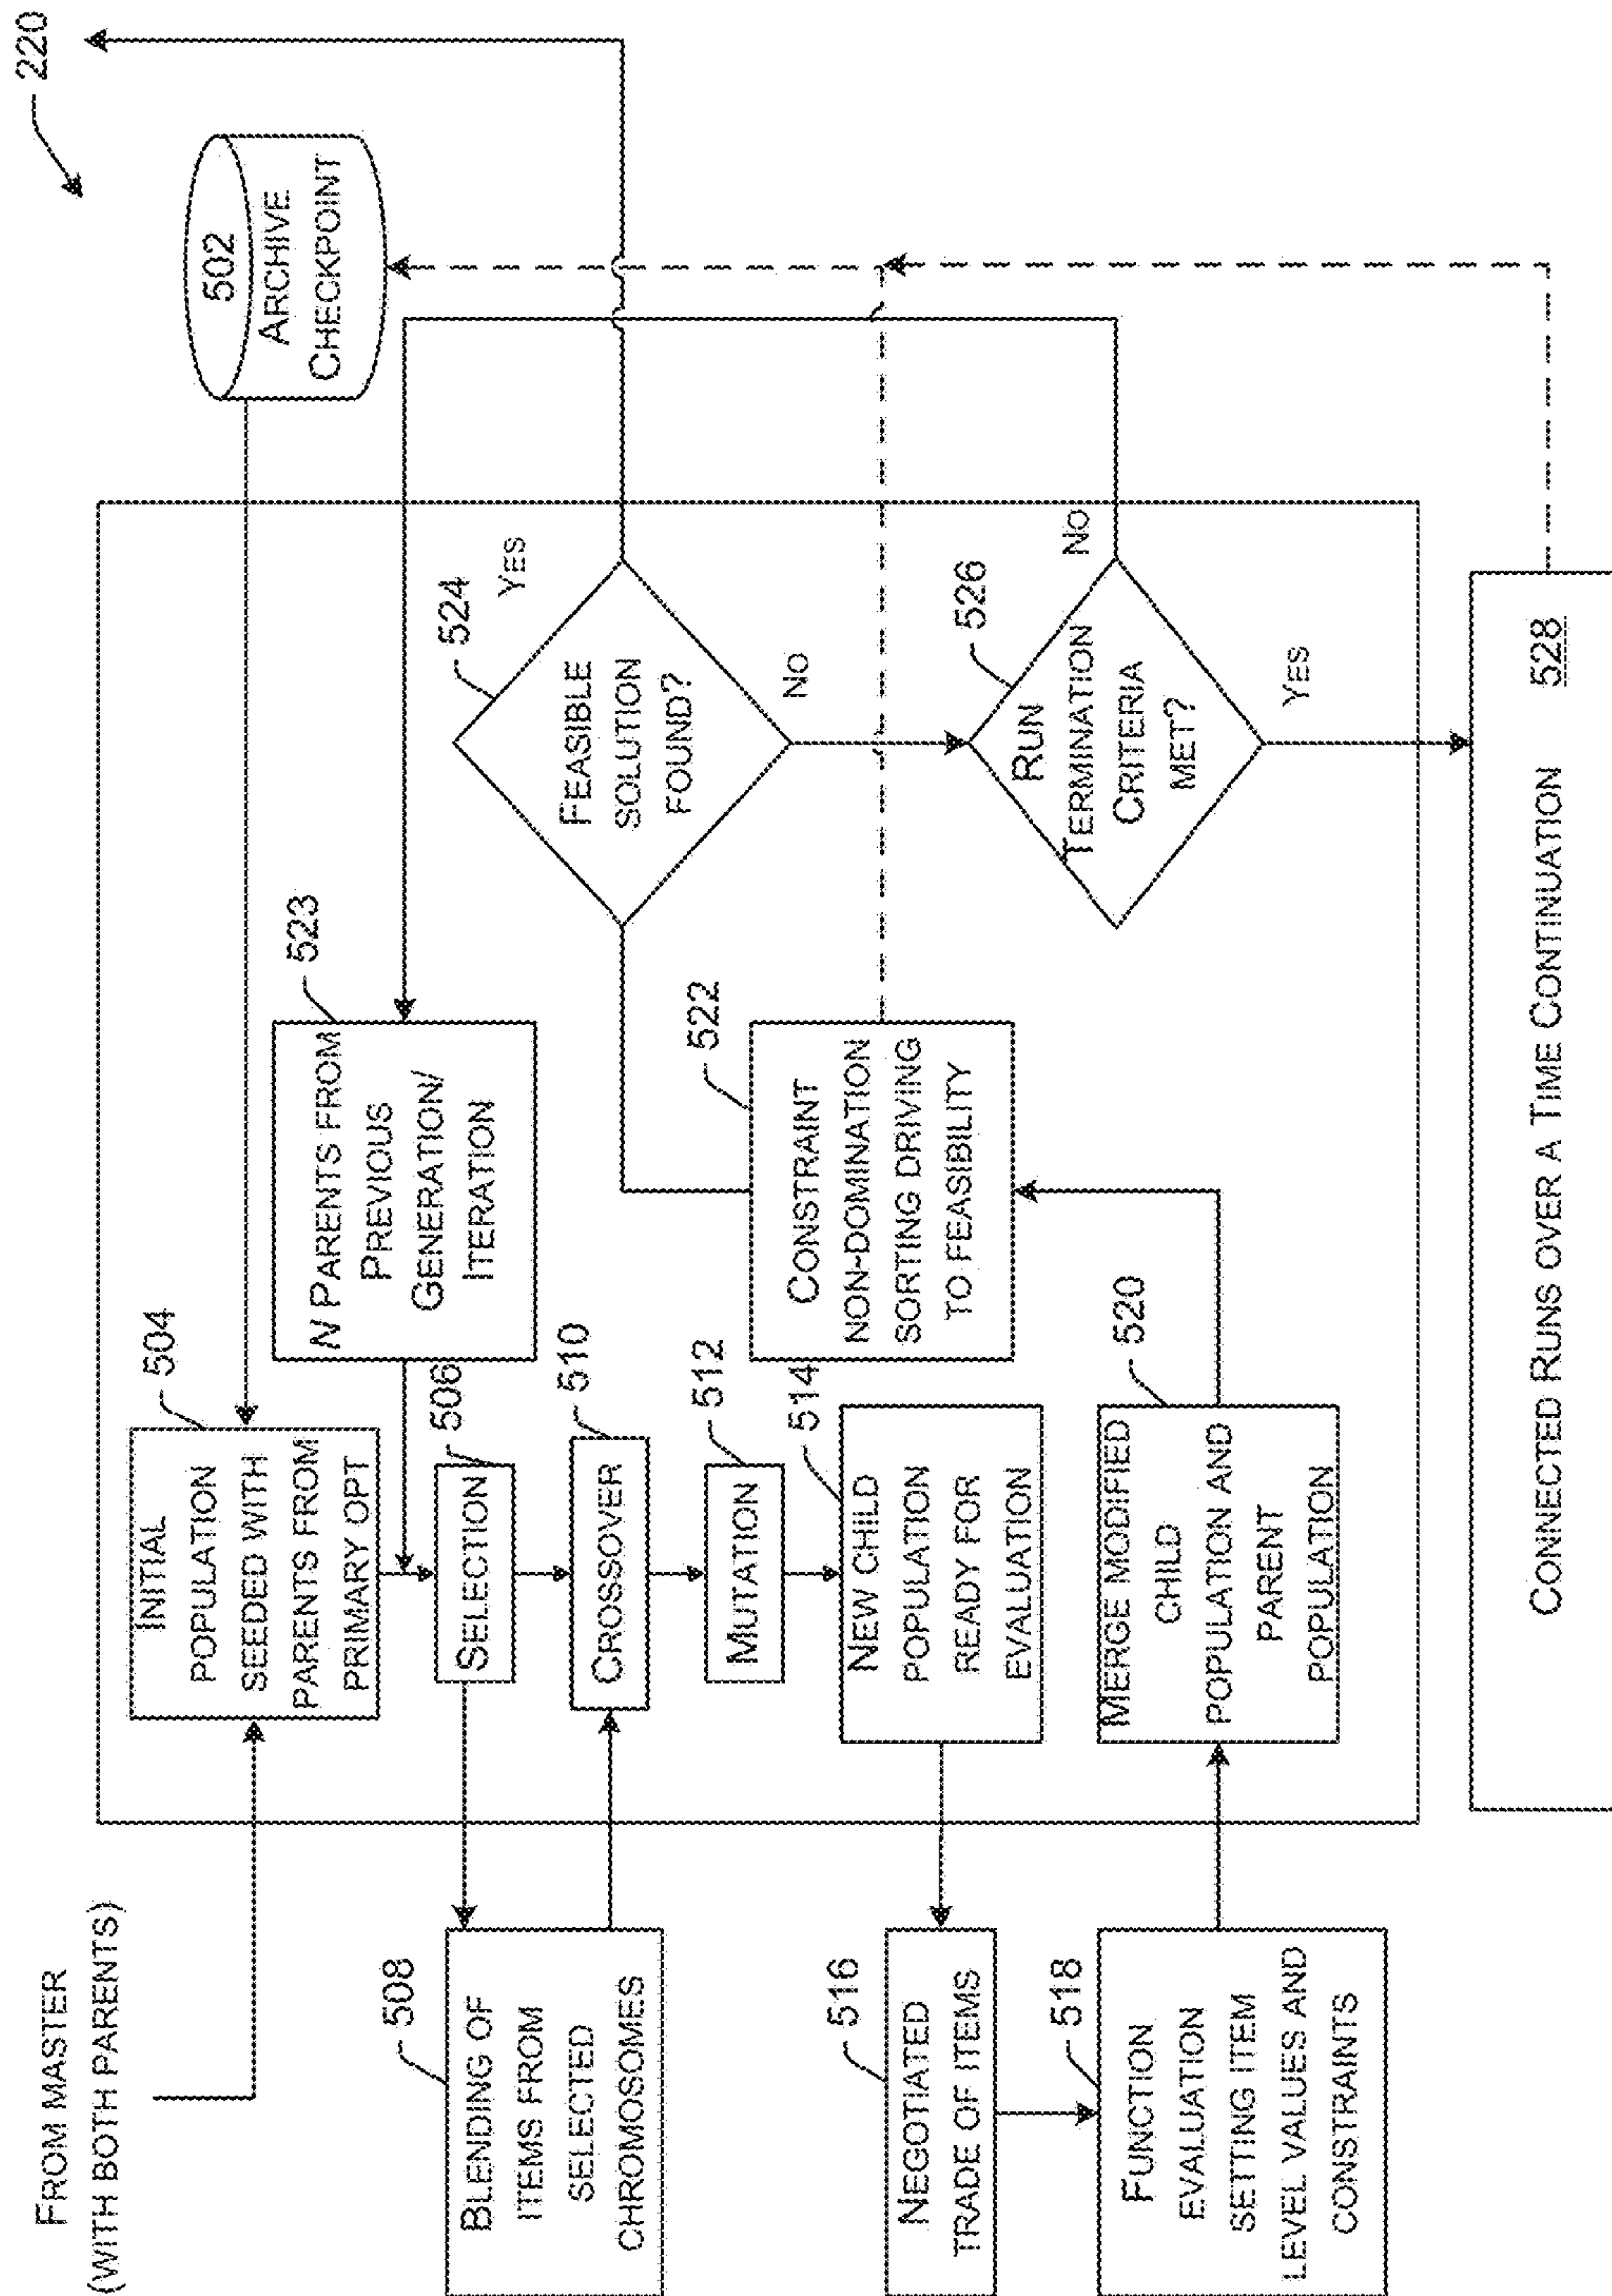 220
FROM MASTER
(WITH BOTH PARENTS)
502
ARCHIVE
CHECKPOINT
504
INITIAL
POPULATION
SEEDED WITH
PARENTS FROM
PRIMARY OPT
523
N PARENTS FROM
PREVIOUS
GENERATION/
ITERATION
506
SELECTION
508
BLENDING OF
ITEMS FROM
SELECTED
CHROMOSOMES
510
CROSSOVER
512
MUTATION
514
NEW CHILD
POPULATION
READY FOR
EVALUATION
516
NEGOTIATED
TRADE OF ITEMS
518
FUNCTION
EVALUATION
SETTING ITEM
LEVEL VALUES AND
CONSTRAINTS
520
MERGE MODIFIED
CHILD
POPULATION AND
PARENT
POPULATION
522
CONSTRAINT
NON-DOMINATION
SORTING DRIVING
TO FEASIBILITY
524
FEASIBLE
SOLUTION
FOUND?
YES
NO
526
RUN
TERMINATION
CRITERIA
MET?
NO
YES
CONNECTED RUNS OVER A TIME CONTINUATION 528